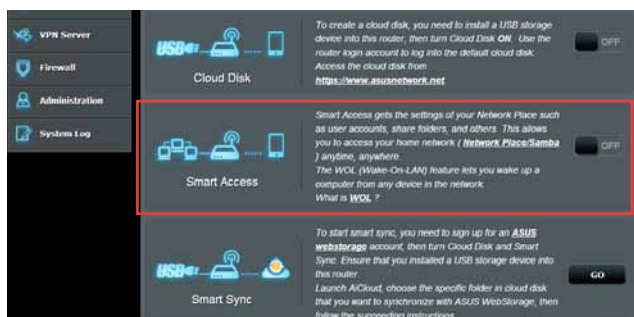 VPN Server
Firewall
Administration
System Log
USB
Cloud Disk
To create a cloud disk, you need to install a USB storage
device into this router, then turn Cloud Disk ON. Use the
router login account to log into the default cloud disk.
Access the cloud disk from
https://www.asusnetwork.net
OFF
Smart Access
Smart Access gets the settings of your Network Place such
as user accounts, share folders, and others. This allows
you to access your home network ( Network Place/Samba
) anytime, anywhere.
The WOL (Wake-On-LAN) feature lets you wake up a
computer from any device in the network.
What is WOL ?
OFF
USB
Smart Sync
To start smart sync, you need to sign up for an ASUS
webstorage account, then turn Cloud Disk and Smart
Sync. Ensure that you installed a USB storage device into
this router.
Launch AiCloud, choose the specific folder in cloud disk
that you want to synchronize with ASUS WebStorage, then
follow the succeeding instructions.
GO